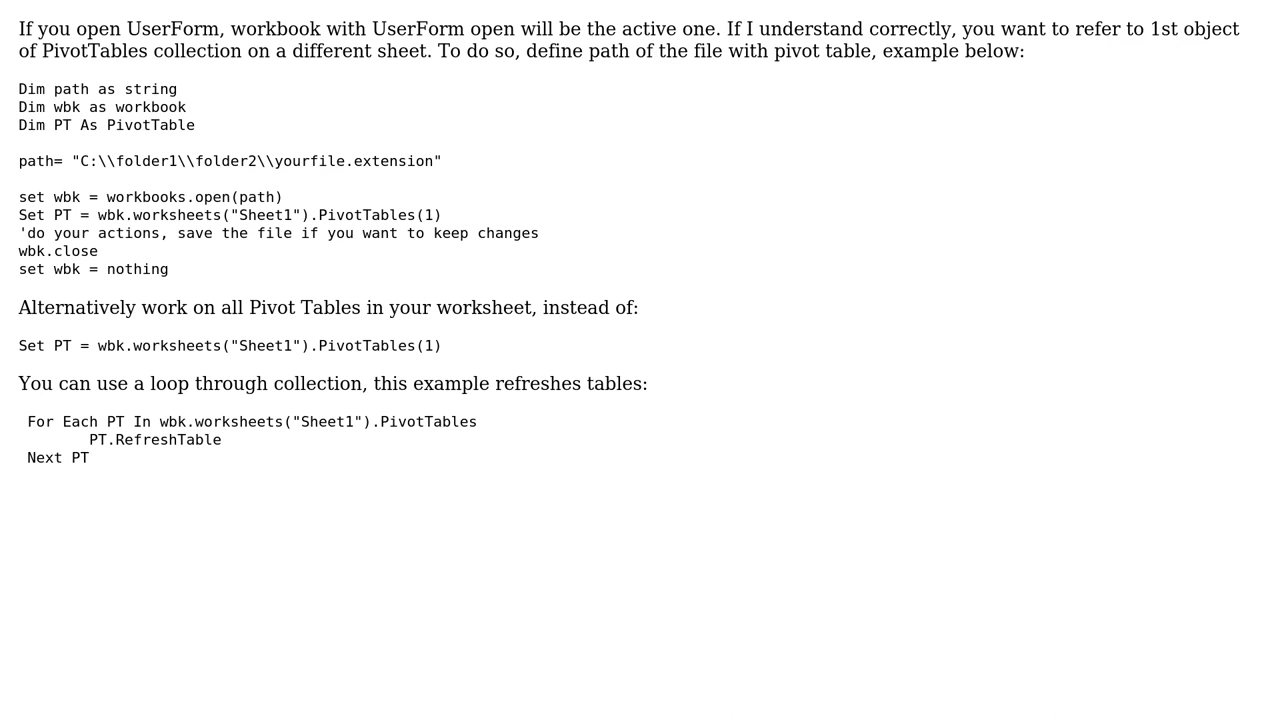 If you open UserForm, workbook with UserForm open will be the active one. If I understand correctly, you want to refer to 1st object
of PivotTables collection on a different sheet. To do so, define path of the file with pivot table, example below:
Dim path as string
Dim wbk as workbook
Dim PT As PivotTable
path= "C:\\folder1\\folder2\\yourfile.extension"
set wbk = workbooks.open(path)
Set PT = wbk.worksheets("Sheet1").PivotTables(1)
'do your actions, save the file if you want to keep changes
wbk.close
set wbk = nothing
Alternatively work on all Pivot Tables in your worksheet, instead of:
Set PT = wbk.worksheets("Sheet1").PivotTables(1)
You can use a loop through collection, this example refreshes tables:
For Each PT In wbk.worksheets("Sheet1").PivotTables
PT.RefreshTable
Next PT